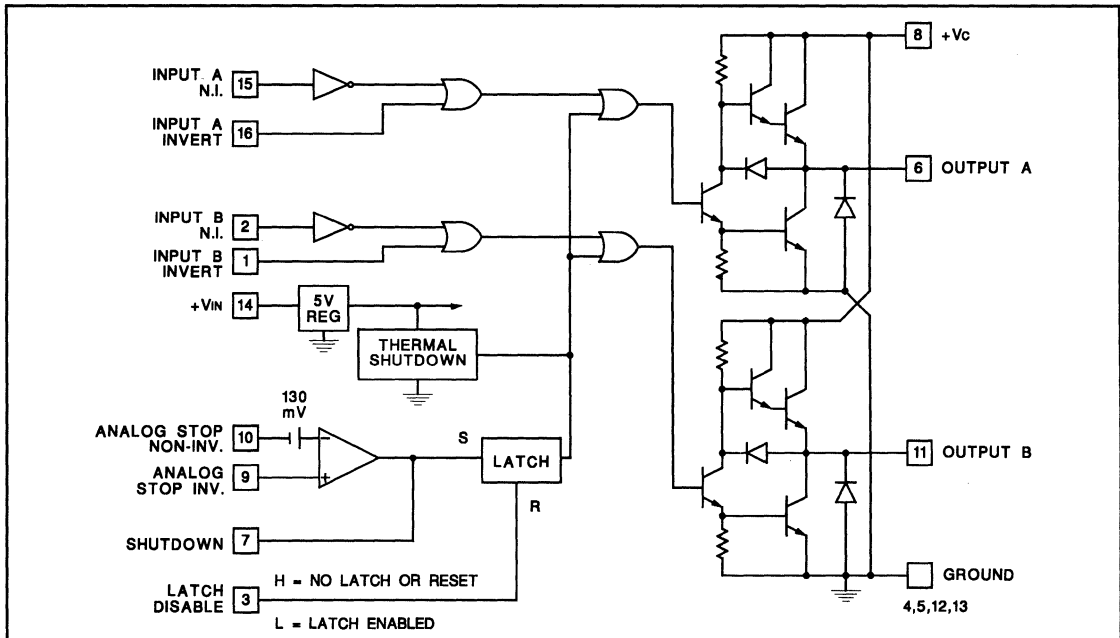 8 +Vc
INPUT A
N.I. 15
INPUT A
INVERT 16
6 OUTPUT A
INPUT B
N.I. 2
INPUT B
INVERT 1
+VIN 14
5V
REG
THERMAL
SHUTDOWN
130
mV
ANALOG STOP
NON-INV. 10
−
S
LATCH
11 OUTPUT B
ANALOG
STOP INV. 9
+
R
SHUTDOWN 7
H = NO LATCH OR RESET
LATCH
DISABLE 3
L = LATCH ENABLED
GROUND
4,5,12,13